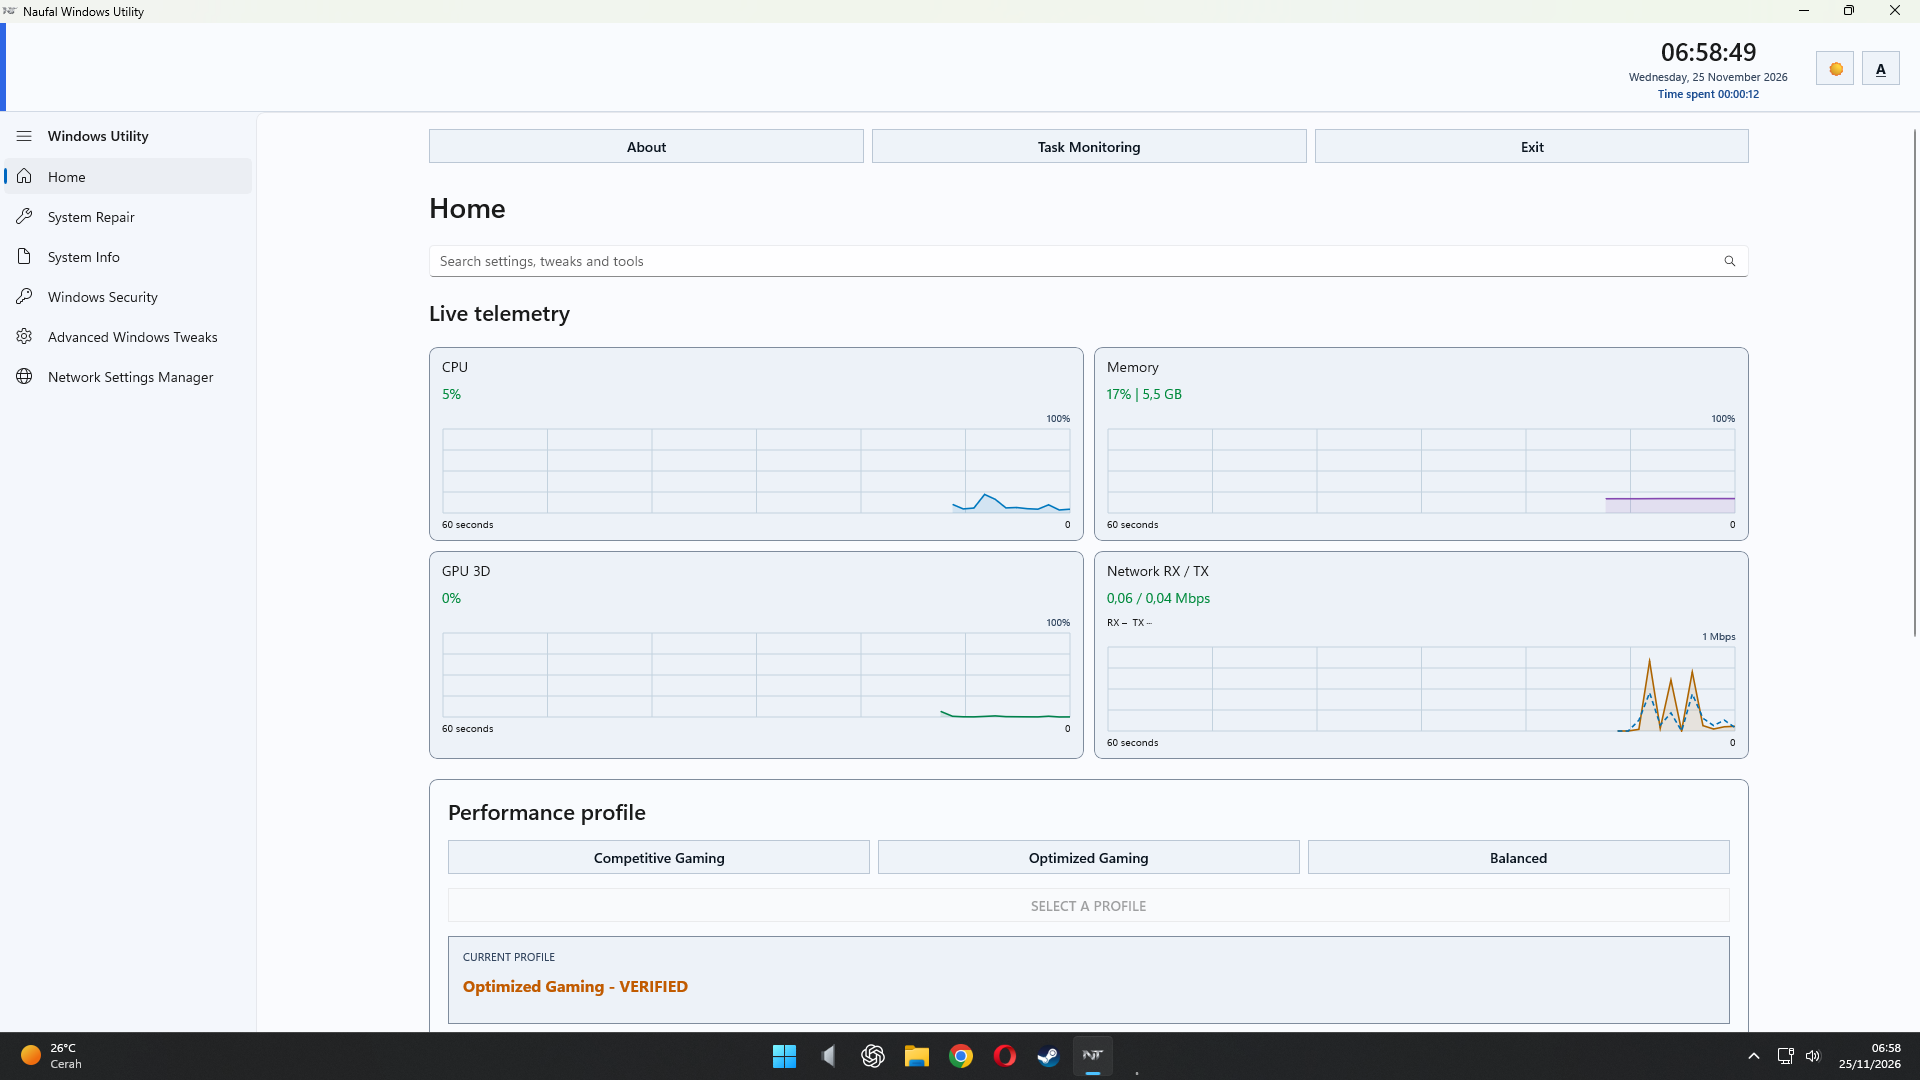 Naufal Windows Utility
06:58:49
Wednesday, 25 November 2026
Time spent 00:00:12
A
Windows Utility
Home
System Repair
System Info
Windows Security
Advanced Windows Tweaks
Network Settings Manager
About
Task Monitoring
Exit
Home
Search settings, tweaks and tools
Live telemetry
CPU
5%
100%
60 seconds
0
Memory
17% | 5,5 GB
100%
60 seconds
0
GPU 3D
0%
100%
60 seconds
0
Network RX / TX
0,06 / 0,04 Mbps
RX – TX --
1 Mbps
60 seconds
0
Performance profile
Competitive Gaming
Optimized Gaming
Balanced
SELECT A PROFILE
CURRENT PROFILE
Optimized Gaming - VERIFIED
26°C
Cerah
NT
06:58
25/11/2026